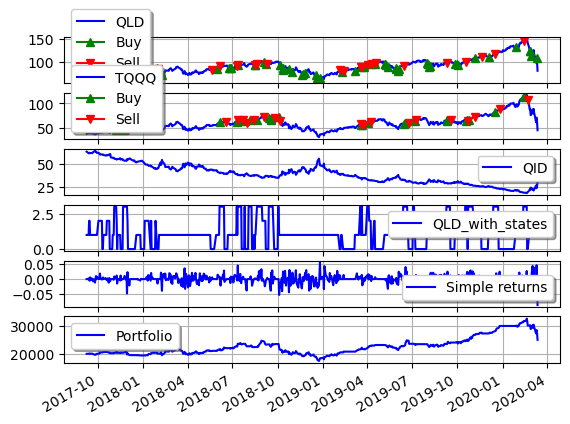 QLD
Buy
Sell
150
100
TQQQ
Buy
Sell
100
50
QID
50
25
QLD_with_states
2.5
0.0
Simple returns
0.05
0.00
−0.05
Portfolio
30000
20000
2017-10
2018-01
2018-04
2018-07
2018-10
2019-01
2019-04
2019-07
2019-10
2020-01
2020-04